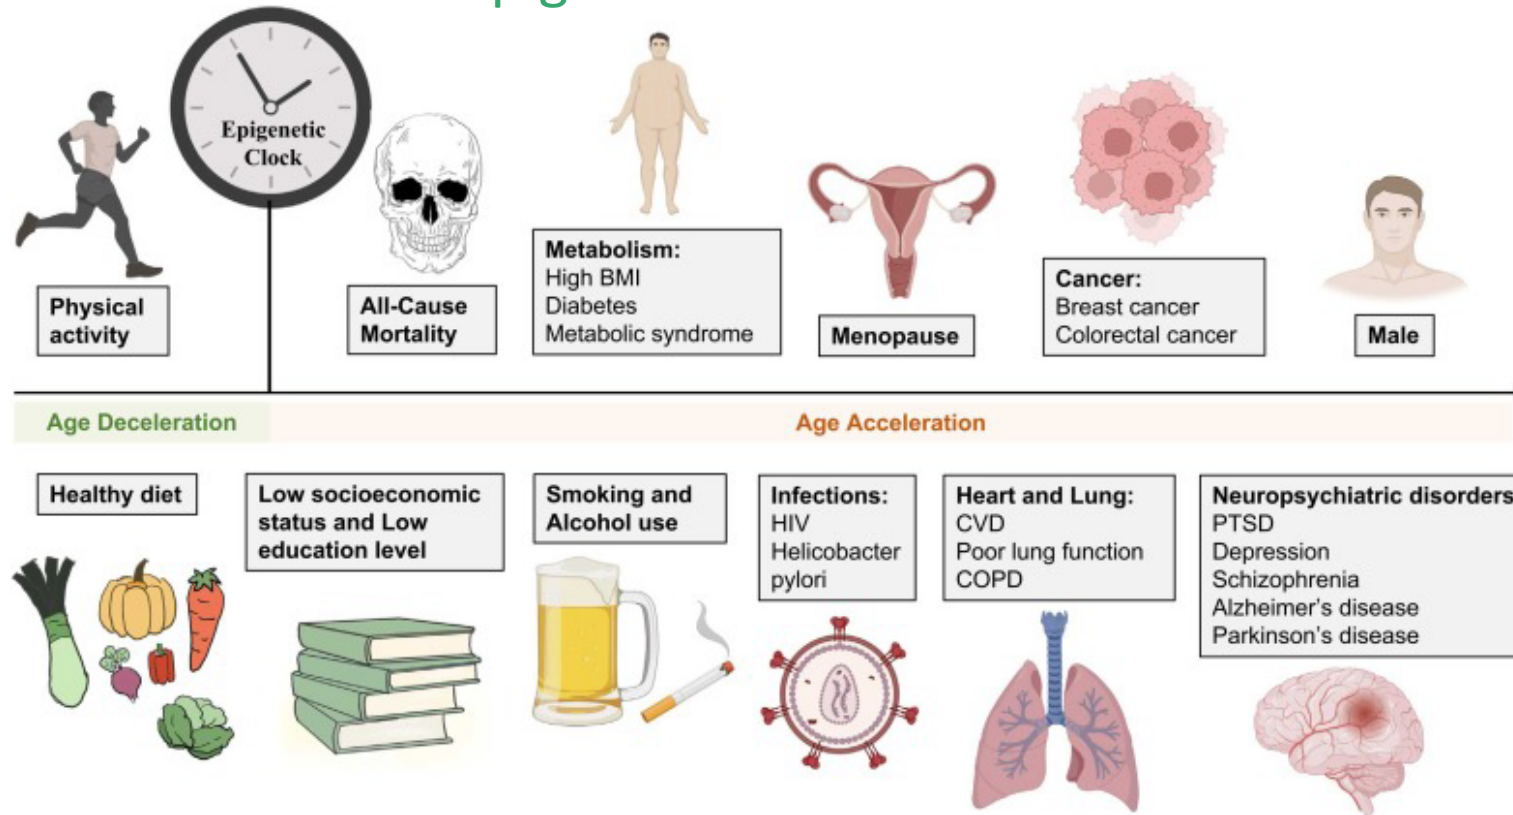 Epigenetic
Clock
Physical
activity
All-Cause
Mortality
Metabolism:
High BMI
Diabetes
Metabolic syndrome
Menopause
Cancer:
Breast cancer
Colorectal cancer
Male
Age Deceleration
Age Acceleration
Healthy diet
Low socioeconomic
status and Low
education level
Smoking and
Alcohol use
Infections:
HIV
Helicobacter
pylori
Heart and Lung:
CVD
Poor lung function
COPD
Neuropsychiatric disorders
PTSD
Depression
Schizophrenia
Alzheimer's disease
Parkinson's disease